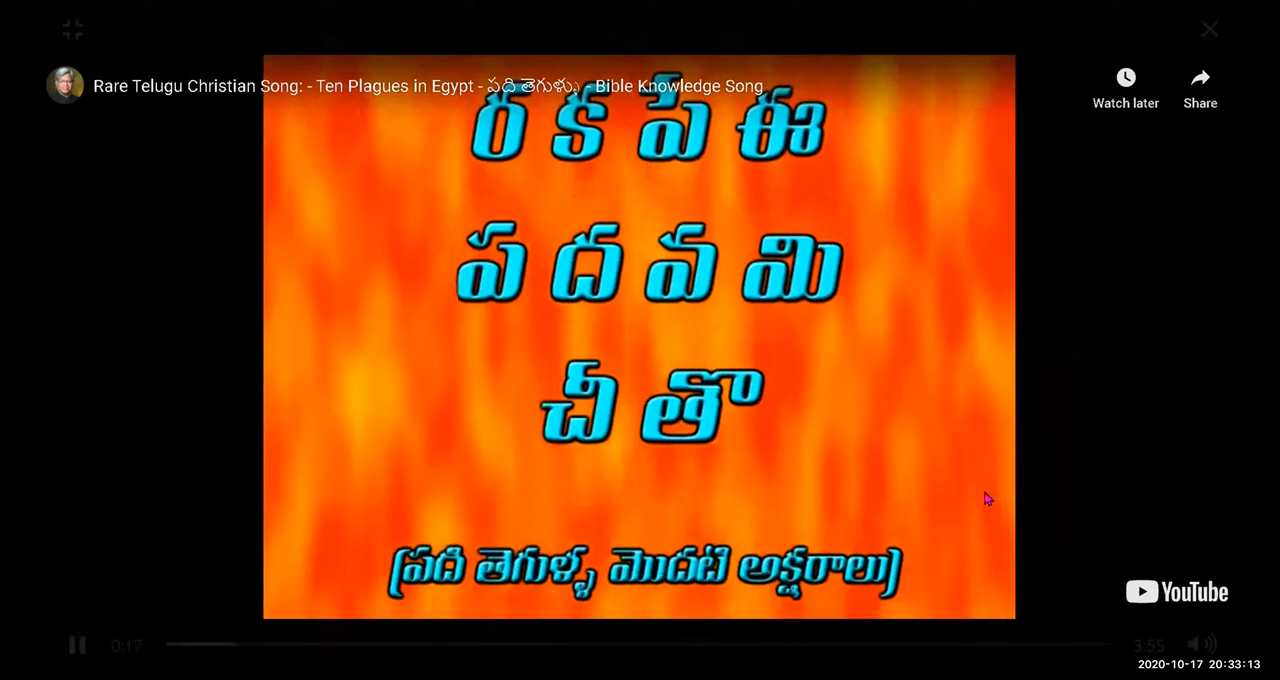 Rare Telugu Christian Song: - Ten Plagues in Egypt - పది తెగుళ్ళు - Bible Knowledge Song
Watch later
Share
ర క పే ఈ
ప ద వ మి
చీ తొ
(పది తెగుళ్ళ మొదటి అక్షరాలు)
YouTube
0:17
3:55
2020-10-17 20:33:13